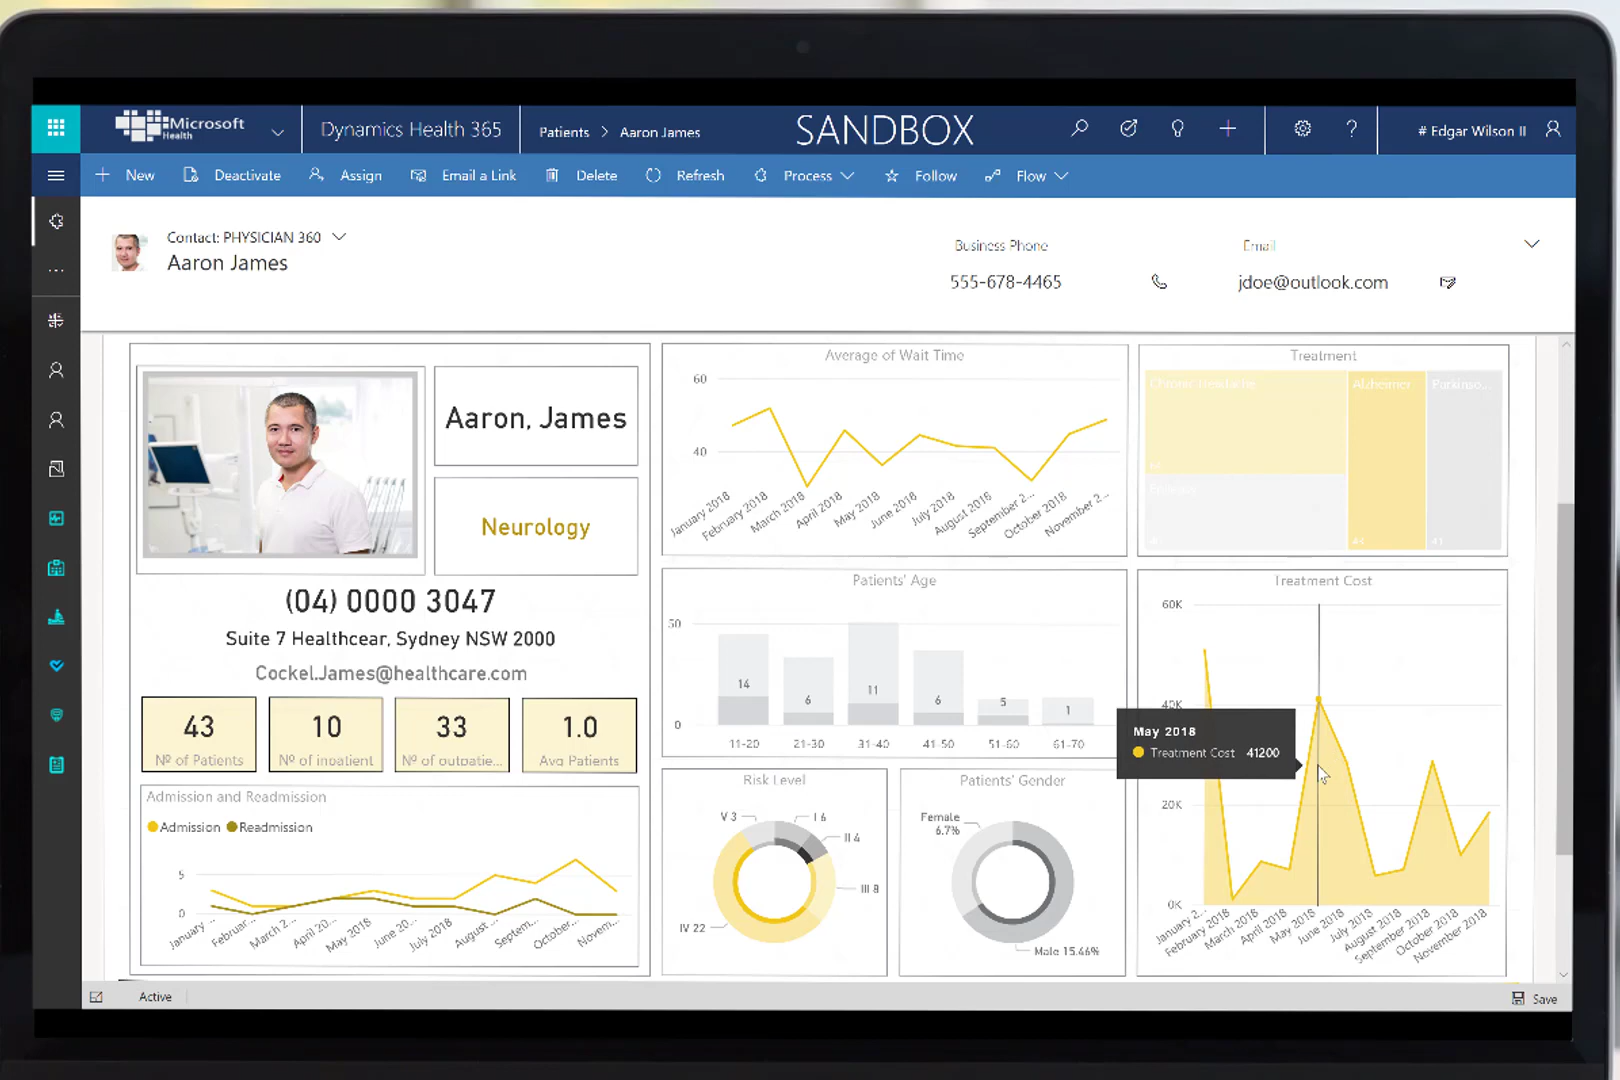 Microsoft
Health
Dynamics Health 365
Patients > Aaron James
SANDBOX
# Edgar Wilson II
New
Deactivate
Assign
Email a Link
Delete
Refresh
Process
Follow
Flow
Contact: PHYSICIAN 360
Aaron James
Business Phone
555-678-4465
Email
jdoe@outlook.com
Aaron, James
Neurology
(04) 0000 3047
Suite 7 Healthcear, Sydney NSW 2000
Cockel.James@healthcare.com
43
Nº of Patients
10
Nº of inpatient
33
Nº of outpatie...
1.0
Avg Patients
Admission and Readmission
Admission Readmission
5
0
January ...
Februar...
March 2...
April 20...
May 2018
June 20...
July 2018
August ...
Septem...
October...
Novem...
Average of Wait Time
60
40
January 2018
February 2018
March 2018
April 2018
May 2018
June 2018
July 2018
August 2018
September 2...
October 2018
November 2...
Treatment
Chronic Headache
Alzheimer
Parkinso...
Epilepsy
Patients' Age
50
0
14
6
11
6
5
1
11-20
21-30
31-40
41-50
51-60
61-70
Risk Level
V 3
I 6
II 4
III 8
IV 22
Patients' Gender
Female
6.7%
Male 15.46%
Treatment Cost
60K
40K
20K
0K
May 2018
Treatment Cost 41200
January 2...
February 2018
March 2018
April 2018
May 2018
June 2018
July 2018
August 2018
September 2018
October 2018
November 2018
Active
Save